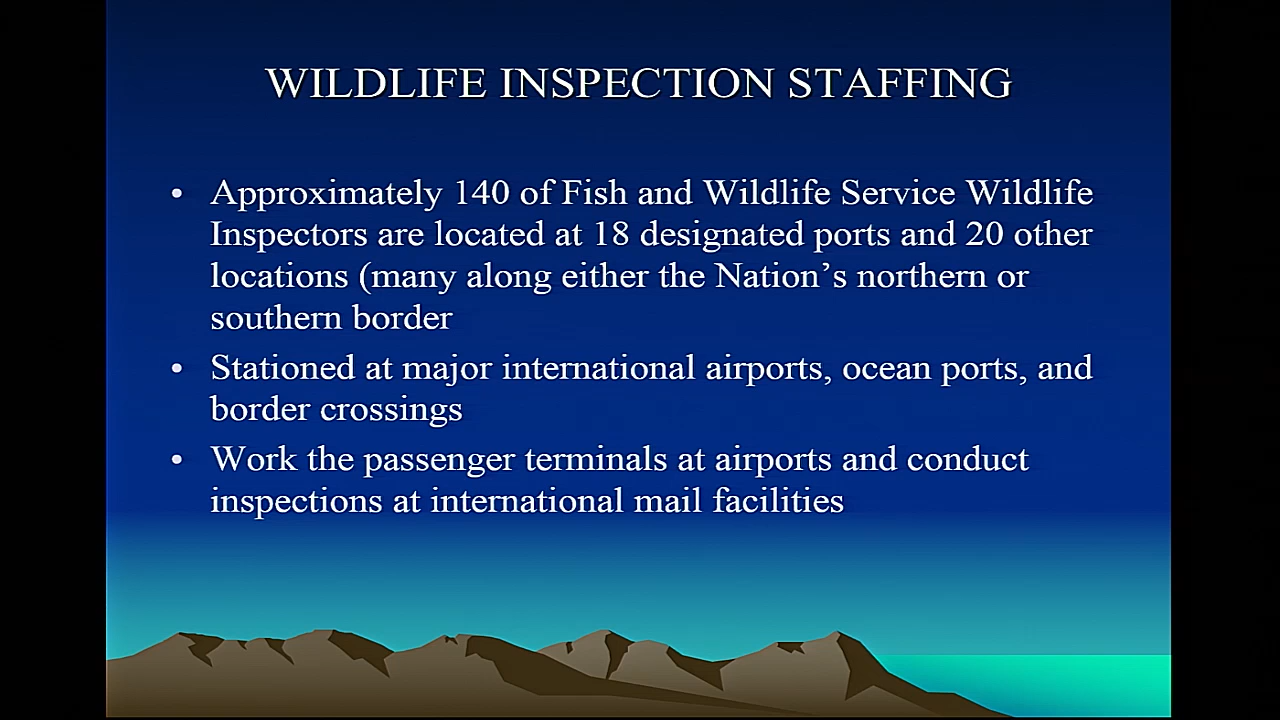 WILDLIFE INSPECTION STAFFING
• Approximately 140 of Fish and Wildlife Service Wildlife
Inspectors are located at 18 designated ports and 20 other
locations (many along either the Nation’s northern or
southern border
• Stationed at major international airports, ocean ports, and
border crossings
• Work the passenger terminals at airports and conduct
inspections at international mail facilities